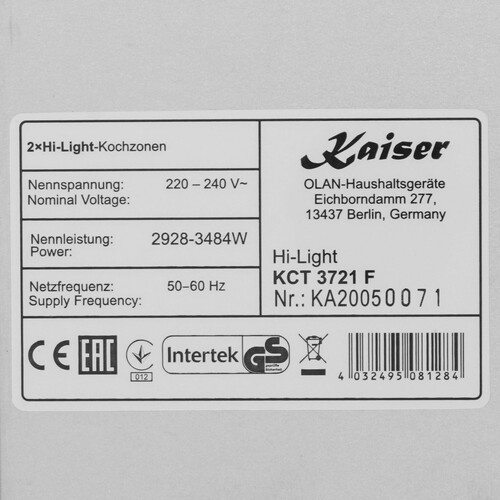 2×Hi-Light-Kochzonen
Nennspannung: 220 – 240 V~
Nominal Voltage:
Nennleistung: 2928-3484W
Power:
Netzfrequenz: 50–60 Hz
Supply Frequency:
Kaiser
OLAN-Haushaltsgeräte
Eichborndamm 277,
13437 Berlin, Germany
Hi-Light
KCT 3721 F
Nr.: KA20050071
CE EAC
012
Intertek
GS
geprüfte
Sicherheit
4 032495 081284